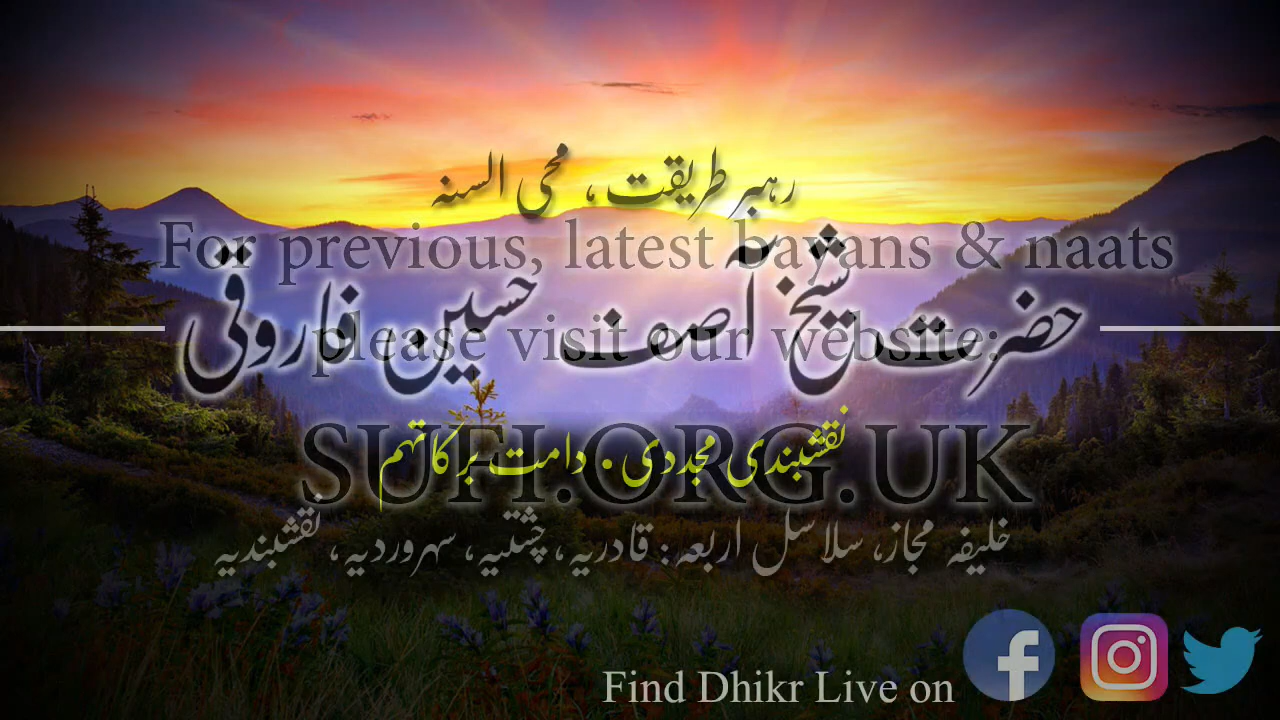 رہبر طریقت، محی السنہ
For previous, latest bayans & naats
حضرت شیخ آصف حسین فاروقی
please visit our website:
SUFI.ORG.UK
نقشبندی مجددی • دامت برکاتہم
خلیفہ مجاز، سلاسل اربعہ: قادریہ، چشتیہ، سہروردیہ، نقشبندیہ
Find Dhikr Live on